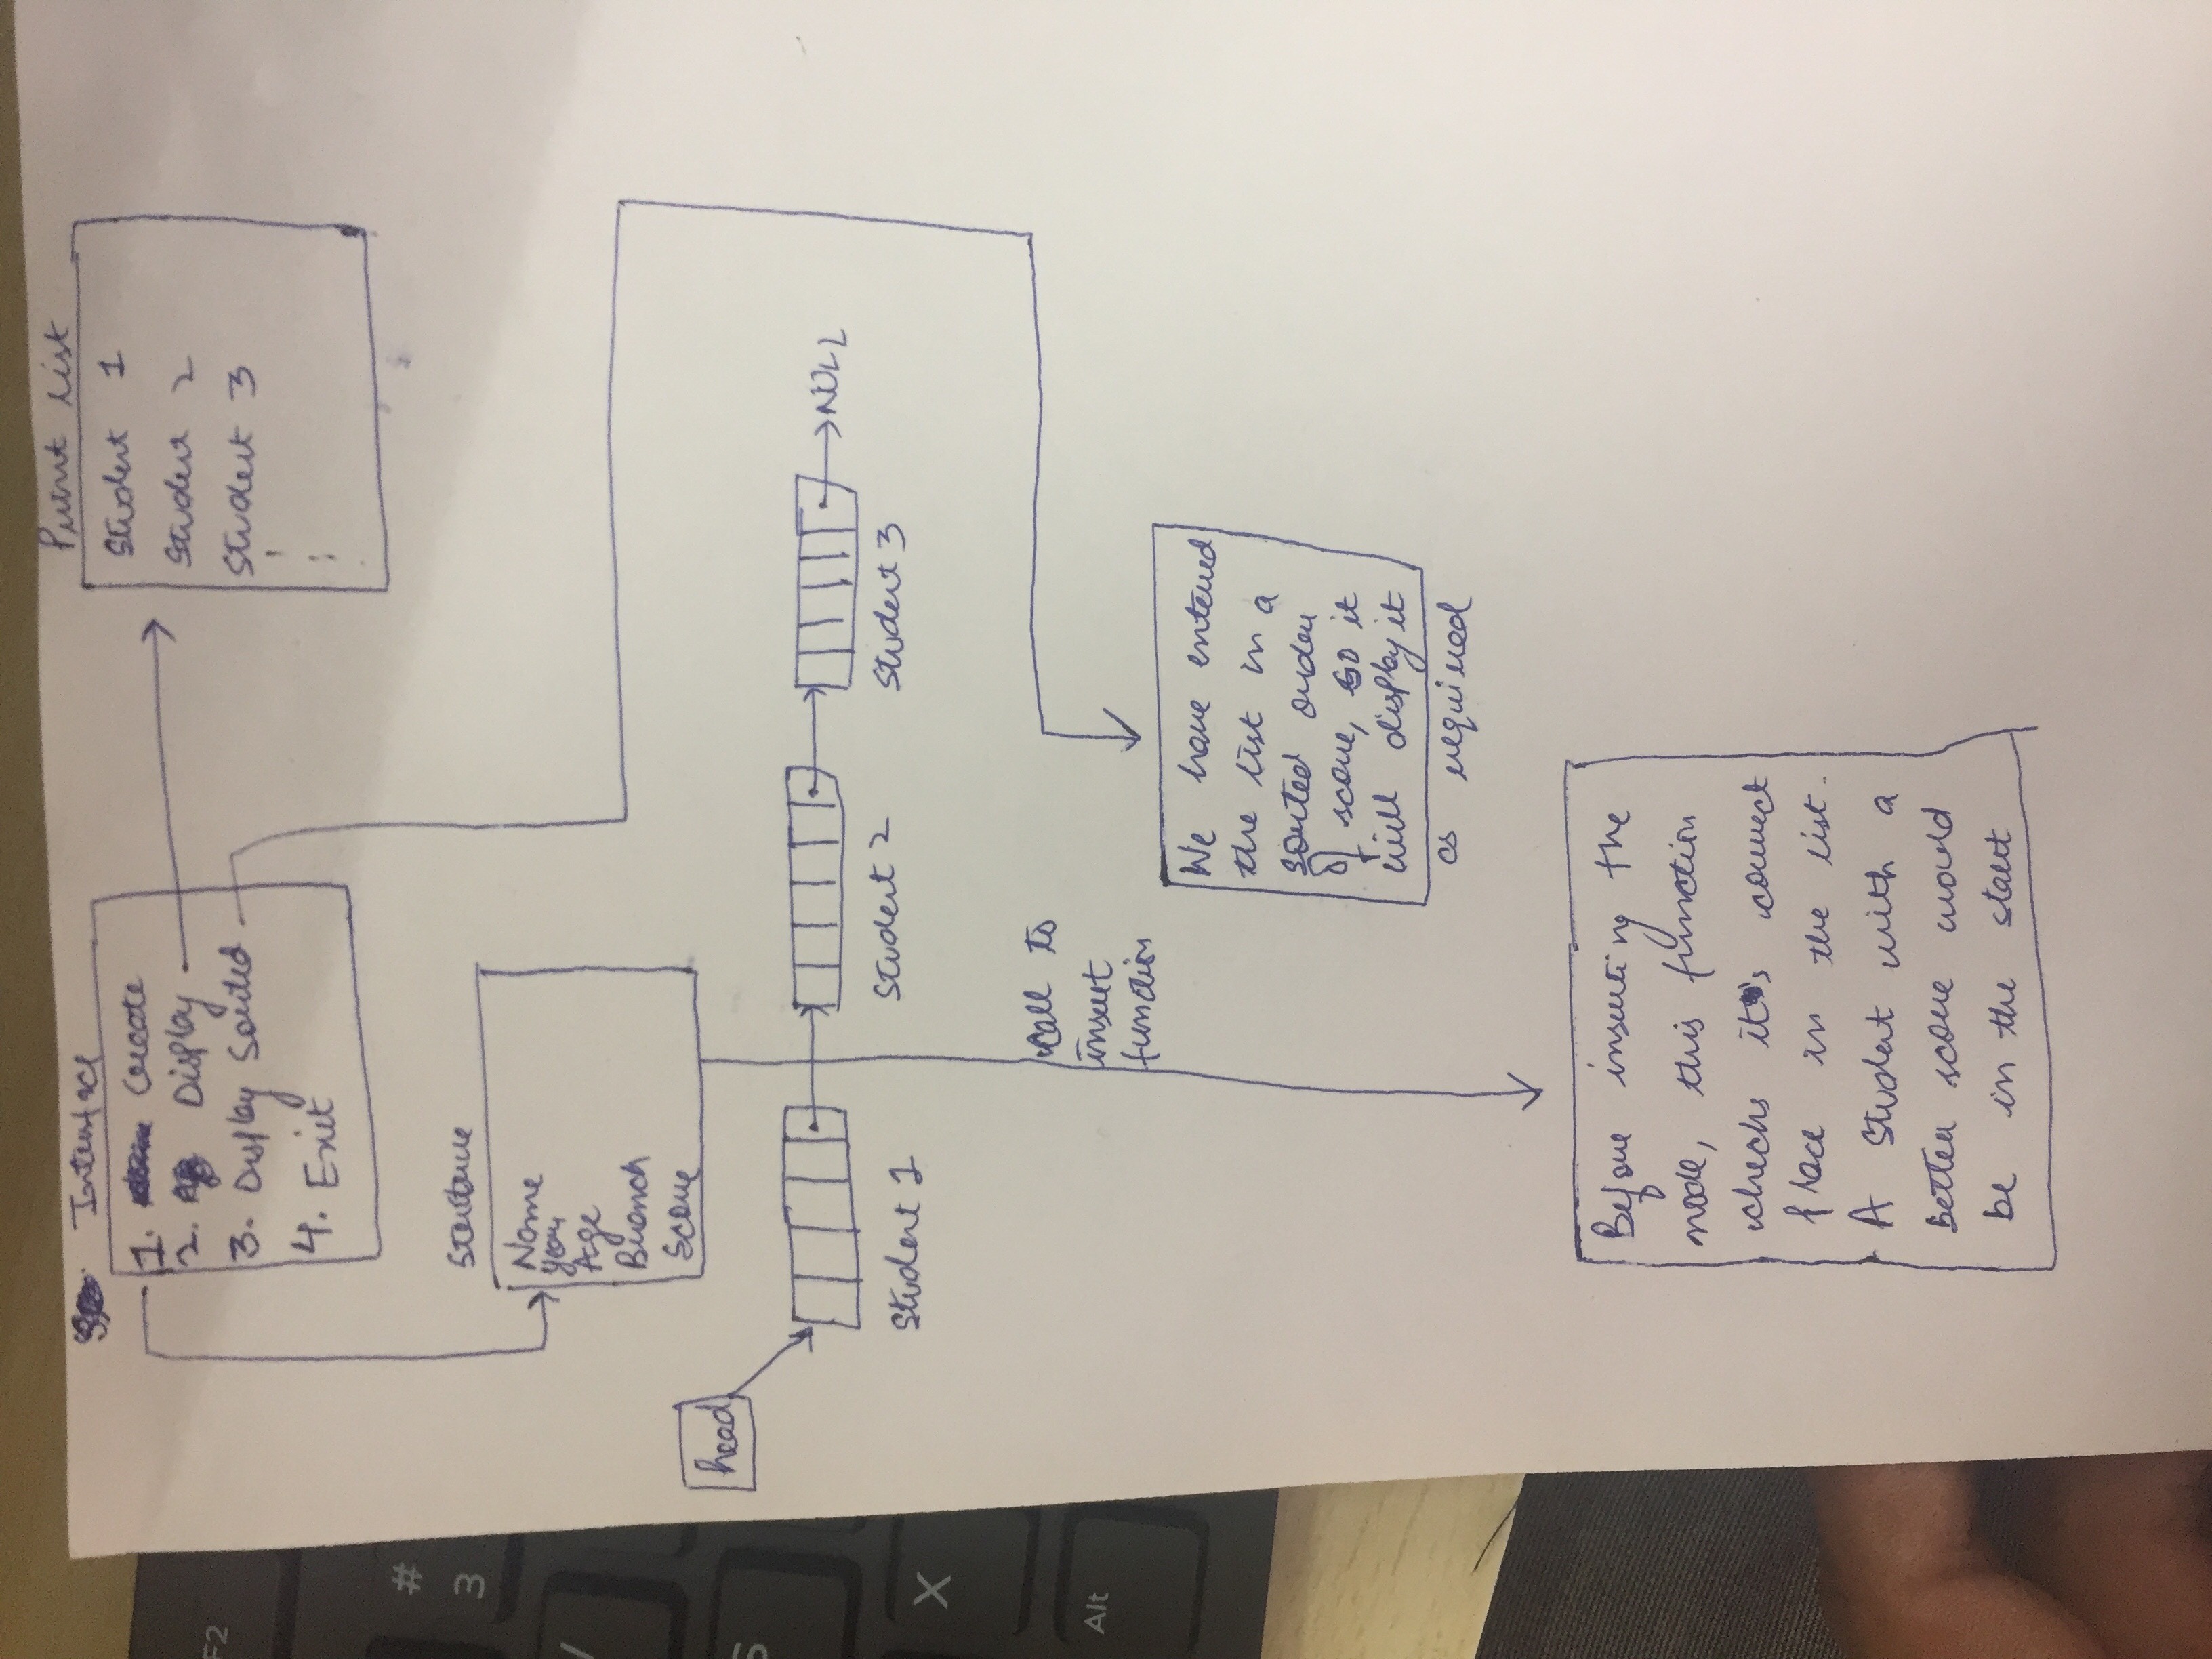 Interface
1. Create
2. Display
3. Display Sorted
4. Exit
Print list
Student 1
Student 2
Student 3
Structure
Name
year
Age
Branch
Score
head
NULL
Student 1
Student 2
Student 3
call to
insert
function
We have entered
the list in a
sorted order
of score, so it
will display it
as required
Before inserting the
node, this function
checks it's correct
place in the list.
A Student with a
better score would
be in the start
F2
#
3
S
X
Alt